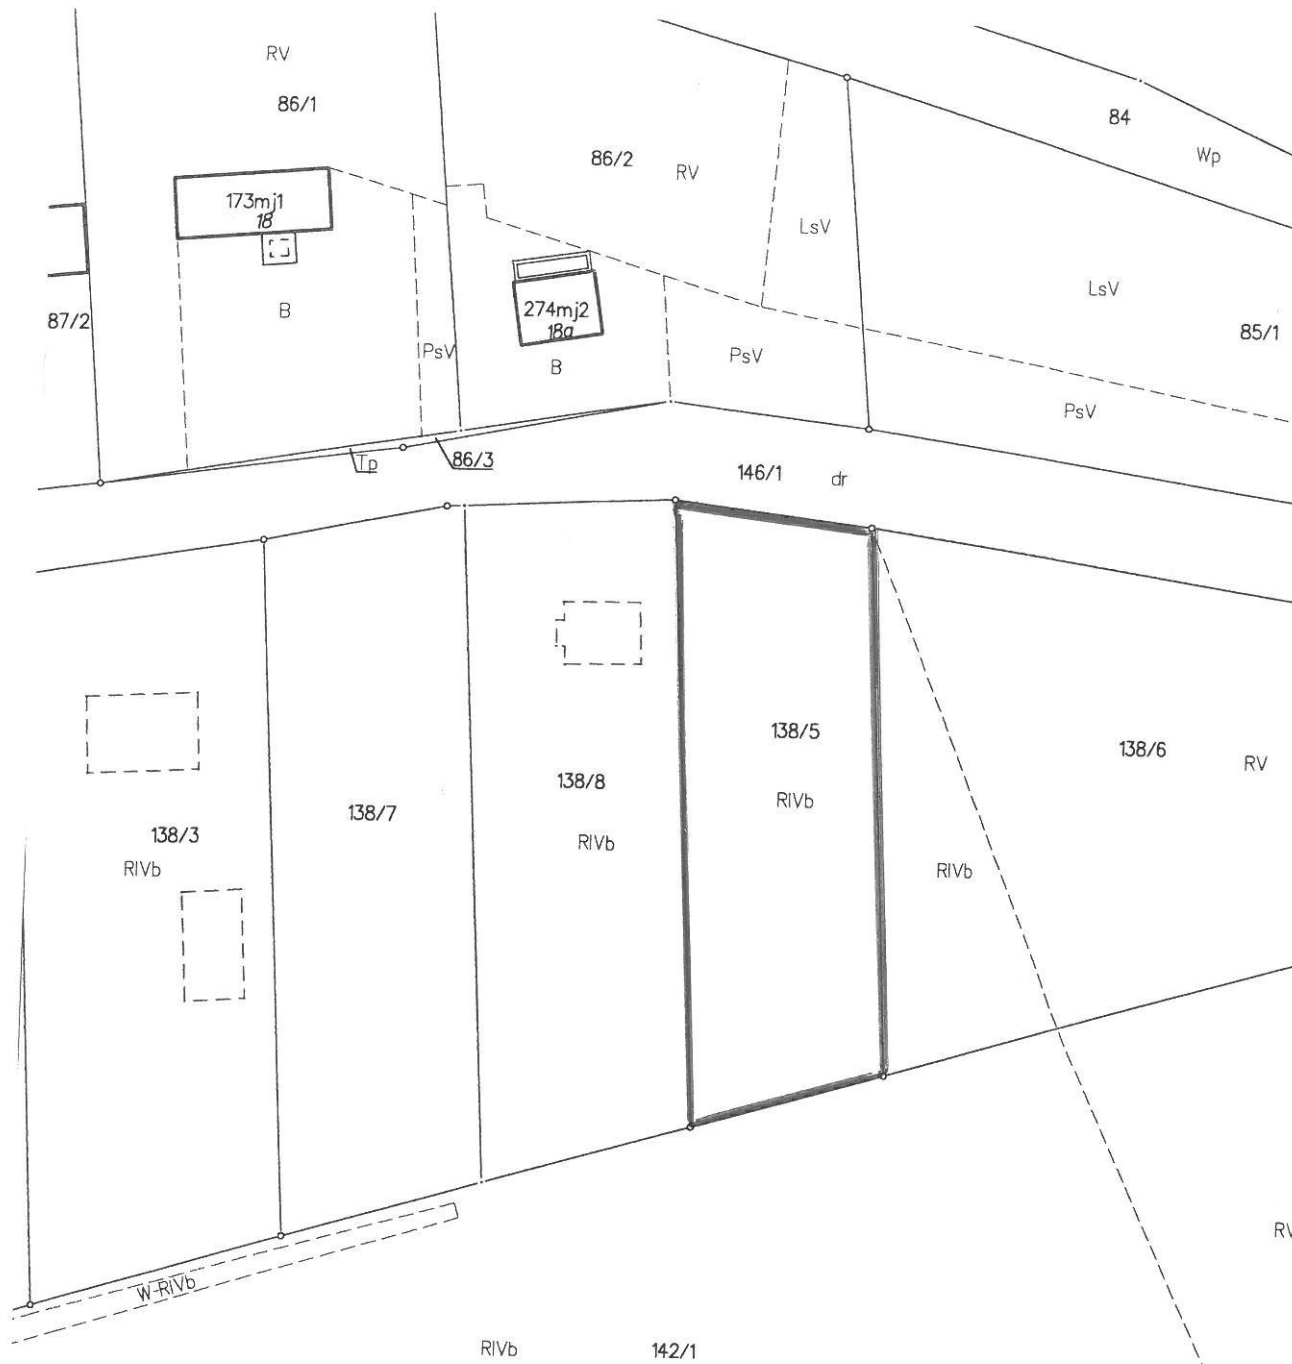 RV
86/1
84
Wp
86/2
RV
173mj1
18
LsV
LsV
87/2
B
274mj2
18a
85/1
PsV
B
PsV
PsV
Tp
86/3
146/1
dr
138/5
138/6
RV
138/8
RIVb
138/7
138/3
RIVb
RIVb
RIVb
RV
W-RIVb
RIVb
142/1